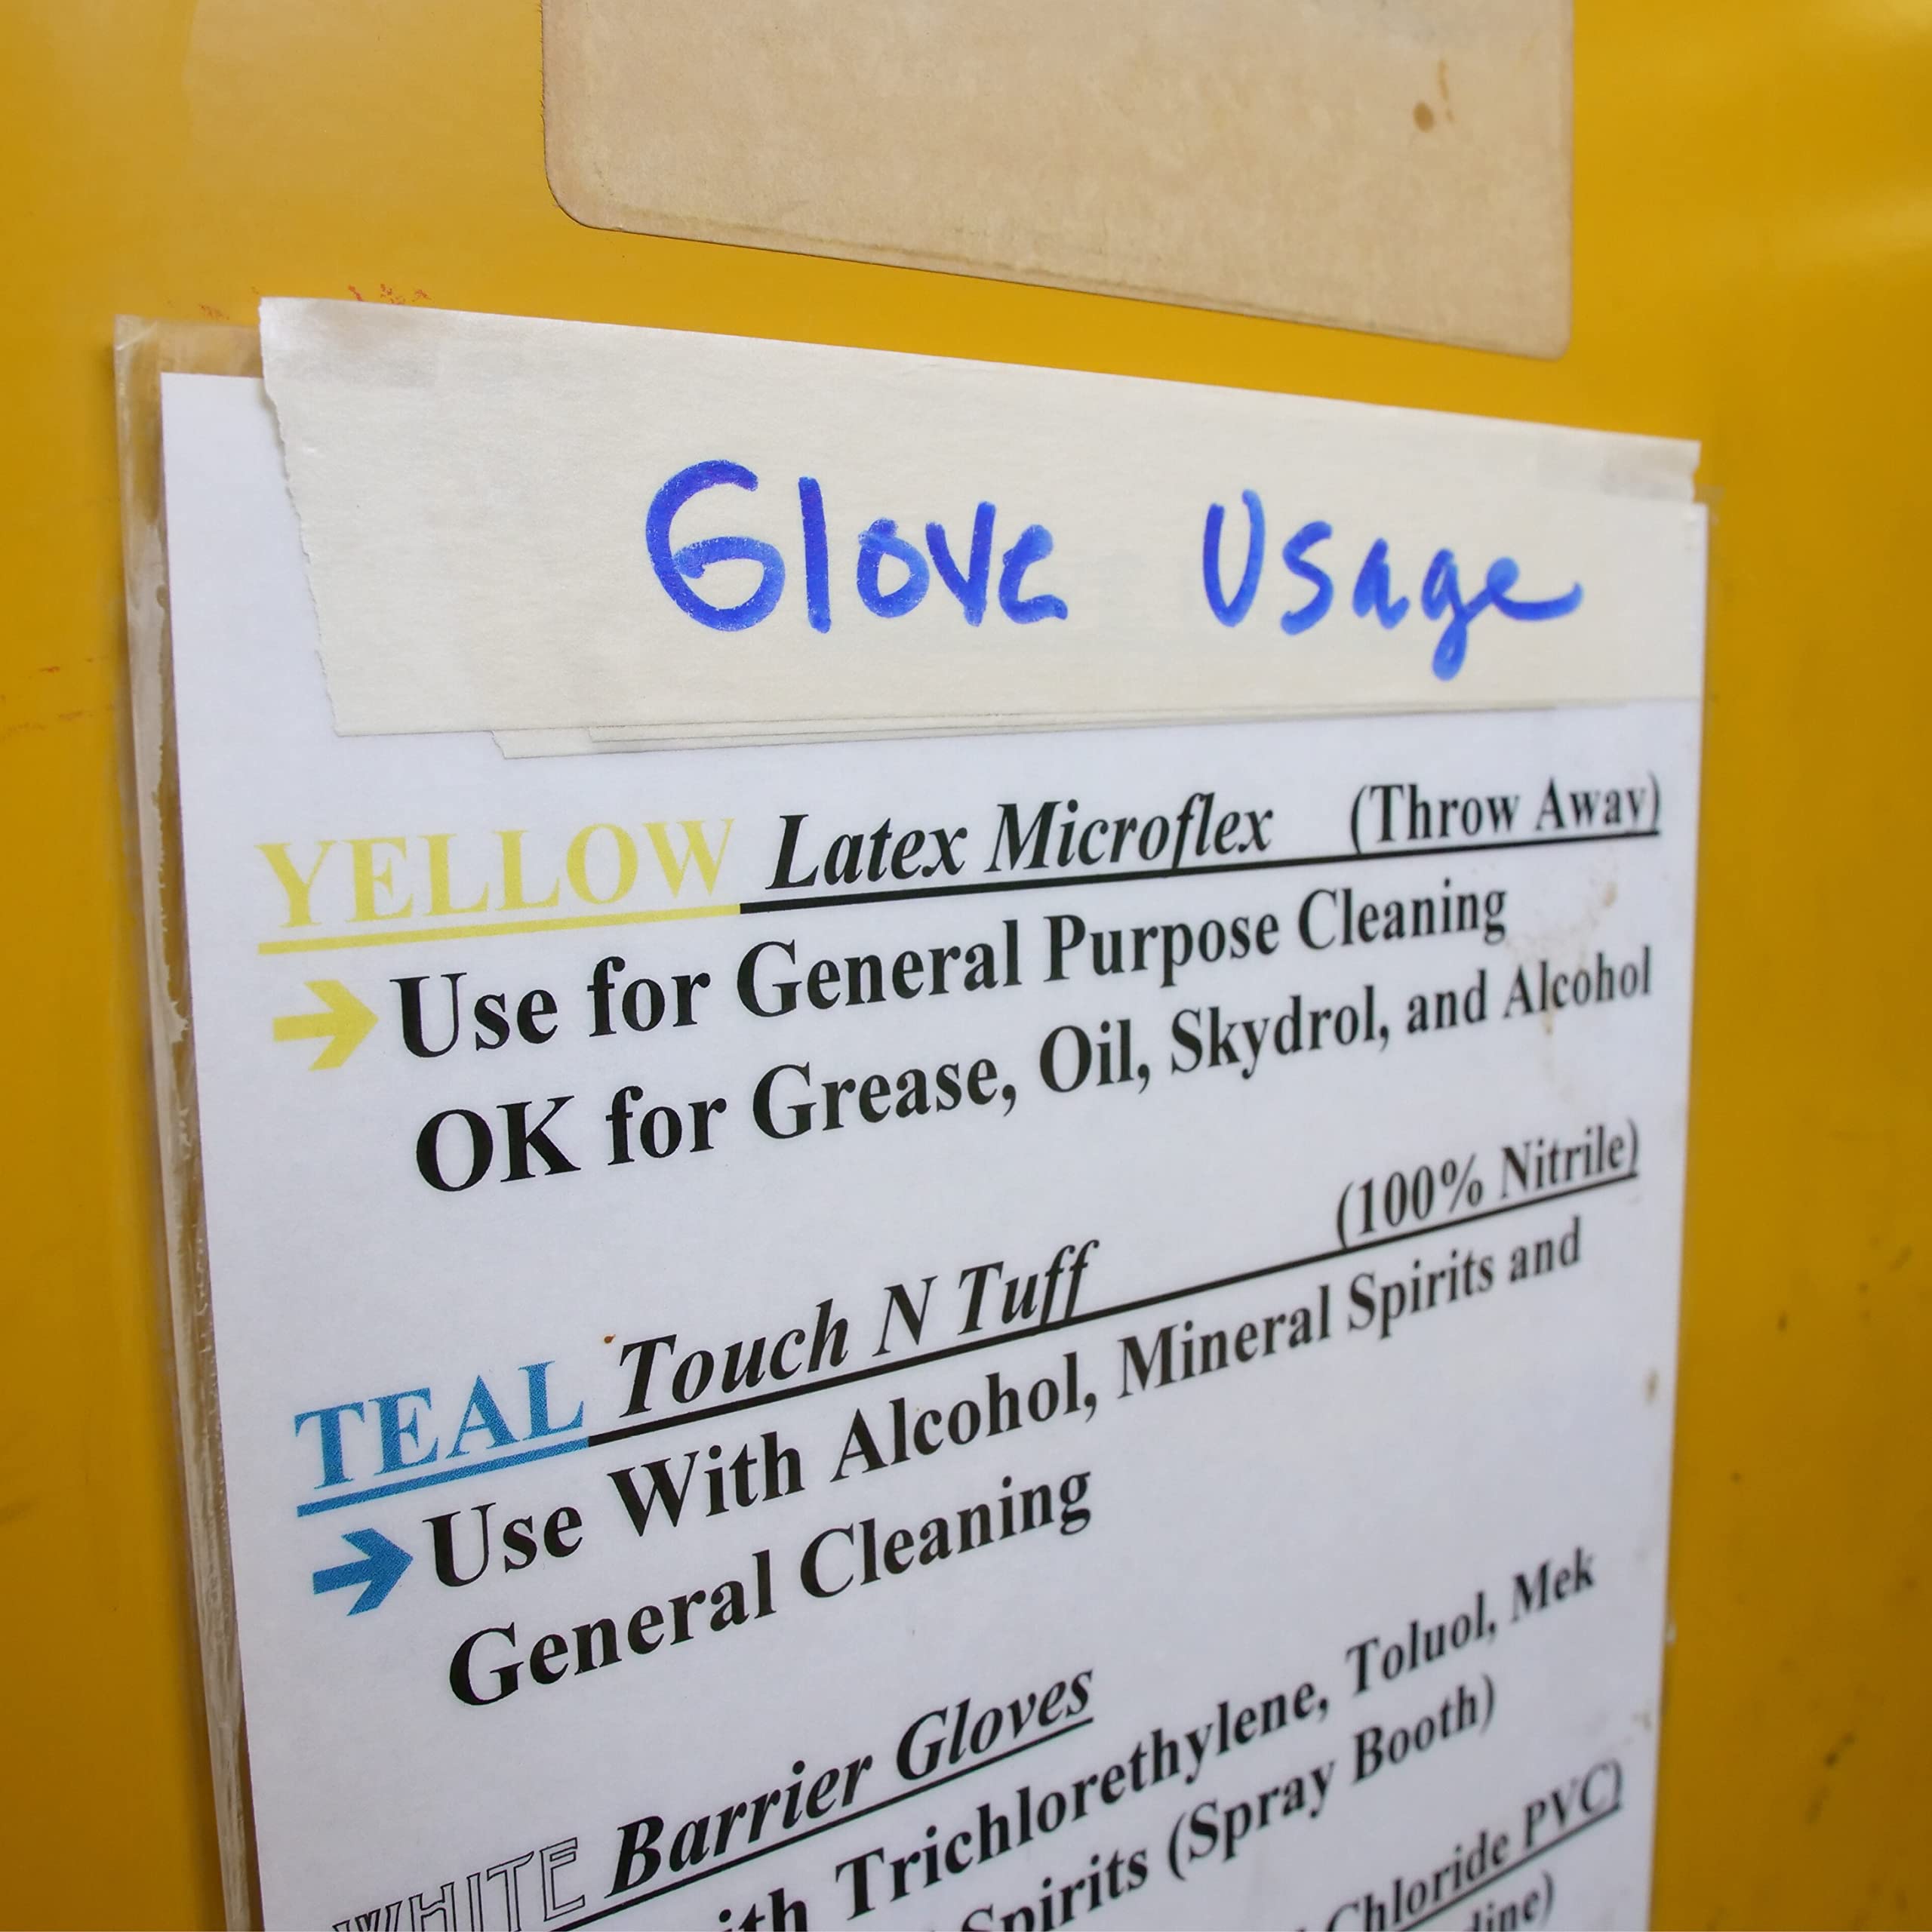 Glove Usage
YELLOW Latex Microflex (Throw Away)
Use for General Purpose Cleaning
OK for Grease, Oil, Skydrol, and Alcohol
TEAL Touch N Tuff (100% Nitrile)
Use With Alcohol, Mineral Spirits and
General Cleaning
WHITE Barrier Gloves
Trichlorethylene, Toluol, Mek
Spirits (Spray Booth)
Chloride PVC)